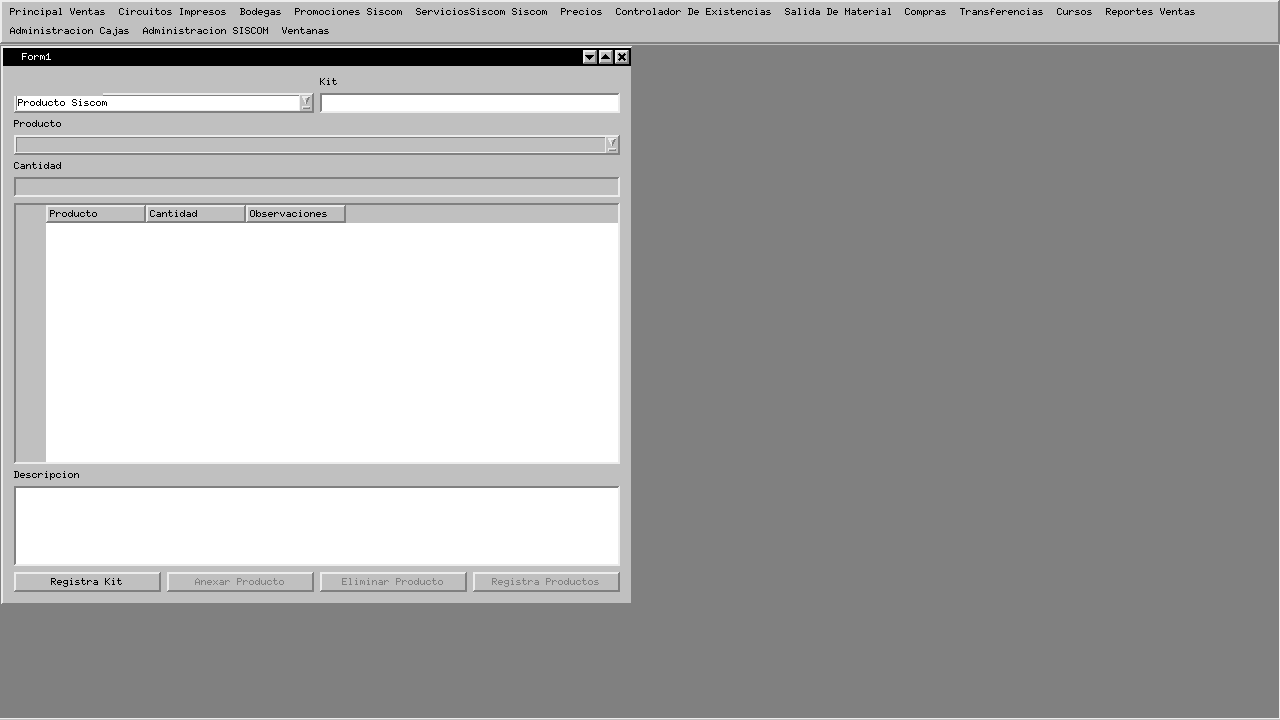 Principal Ventas Circuitos Impresos Bodegas Promociones Siscom ServiciosSiscom Siscom Precios Controlador De Existencias Salida De Material Compras Transferencias Cursos Reportes Ventas
Administracion Cajas Administracion SISCOM Ventanas
Form1
Kit
Producto Siscom
Producto
Cantidad
Producto Cantidad Observaciones
Descripcion
Registra Kit Anexar Producto Eliminar Producto Registra Productos